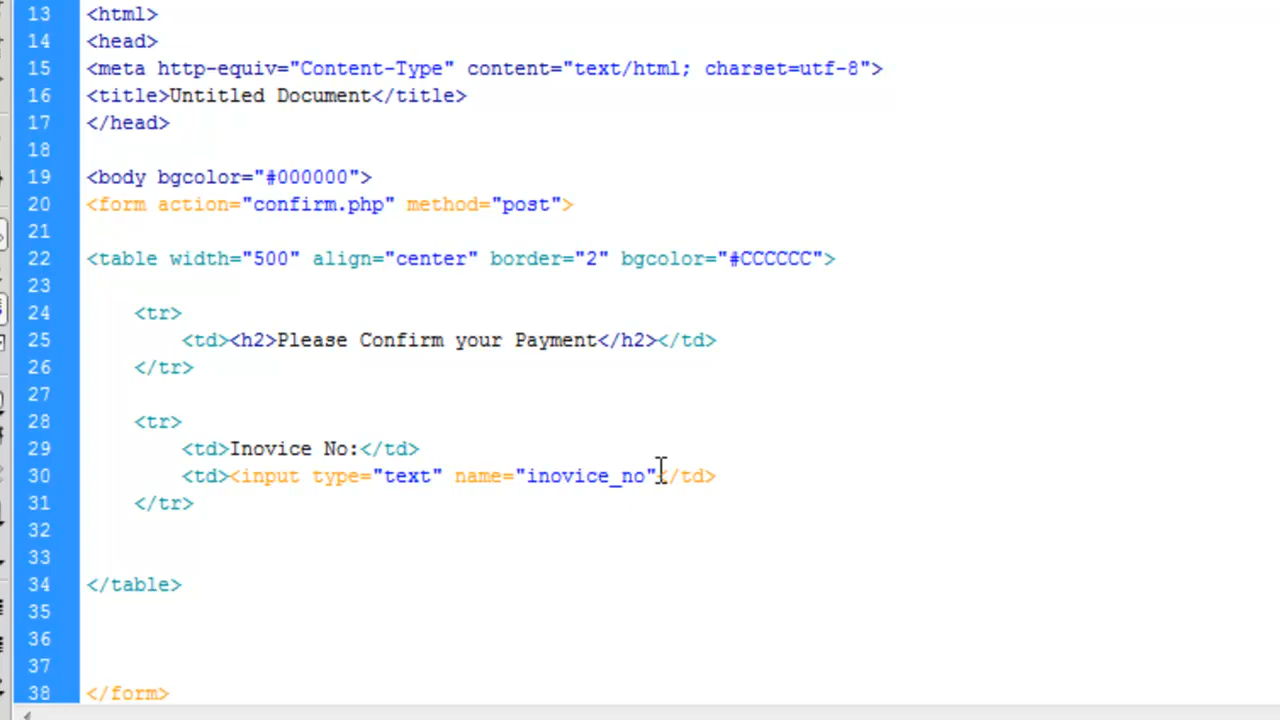 13 <html>
14 <head>
15 <meta http-equiv="Content-Type" content="text/html; charset=utf-8">
16 <title>Untitled Document</title>
17 </head>
18
19 <body bgcolor="#000000">
20 <form action="confirm.php" method="post">
21
22 <table width="500" align="center" border="2" bgcolor="#CCCCCC">
23
24 <tr>
25 <td><h2>Please Confirm your Payment</h2></td>
26 </tr>
27
28 <tr>
29 <td>Inovice No:</td>
30 <td><input type="text" name="inovice_no"</td>
31 </tr>
32
33
34 </table>
35
36
37
38 </form>